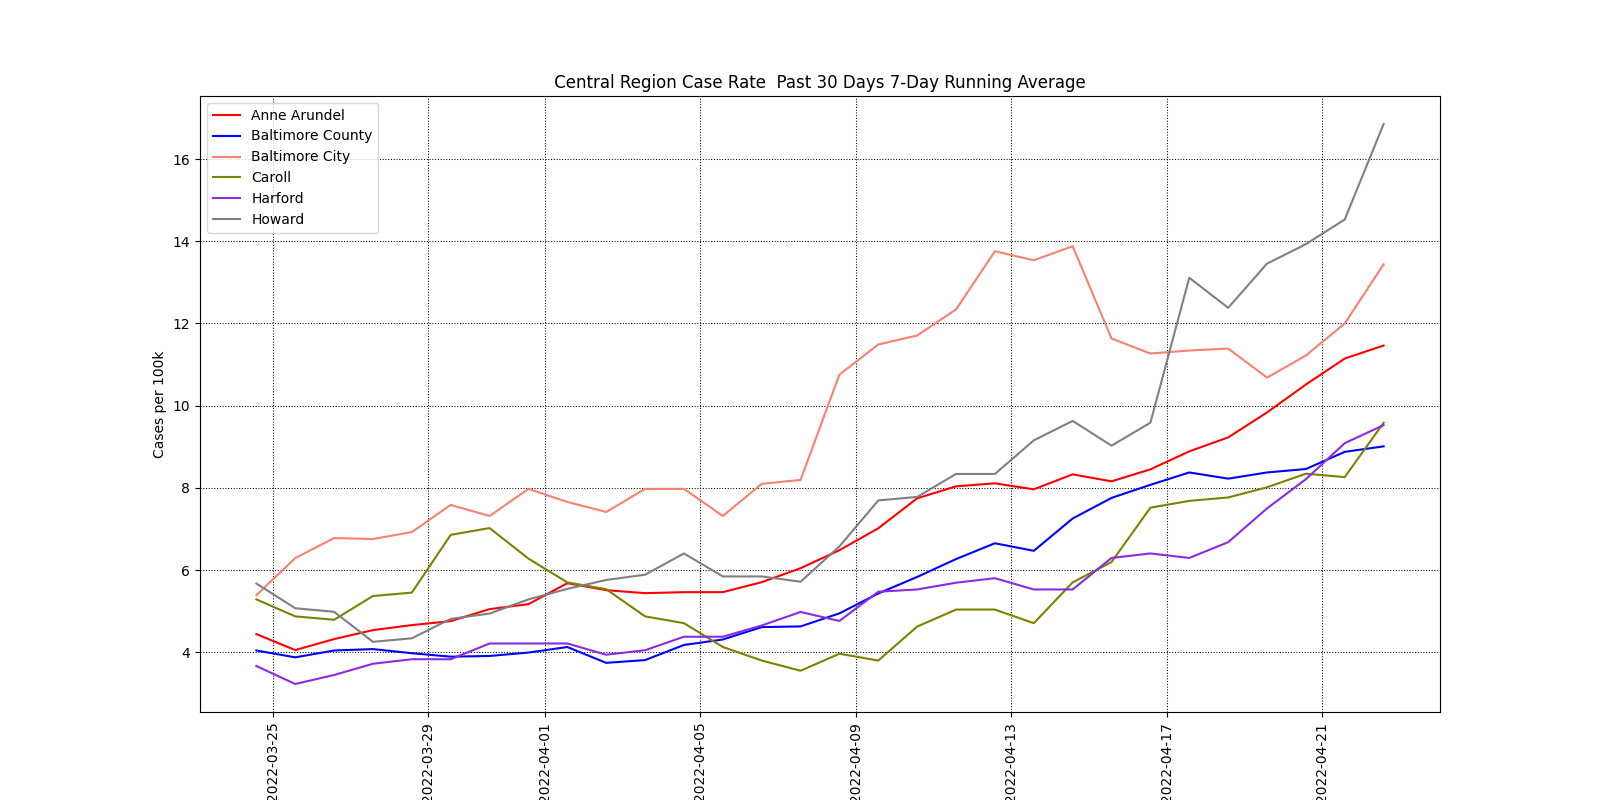 Central Region Case Rate  Past 30 Days 7-Day Running Average
Anne Arundel
Baltimore County
Baltimore City
Caroll
Harford
Howard
Cases per 100k
16
14
12
10
8
6
4
2022-03-25
2022-03-29
2022-04-01
2022-04-05
2022-04-09
2022-04-13
2022-04-17
2022-04-21